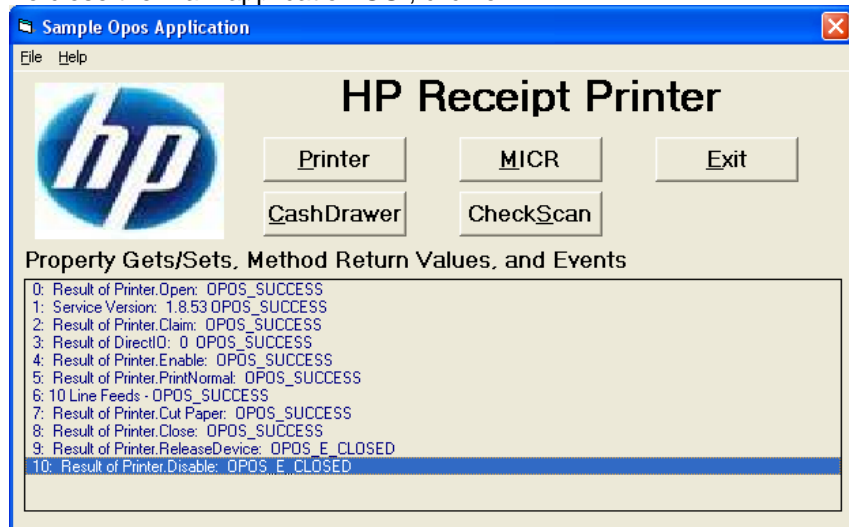 Sample Opos Application
File Help
hp
HP Receipt Printer
Printer MICR Exit
CashDrawer CheckScan
Property Gets/Sets, Method Return Values, and Events
0: Result of Printer.Open: OPOS_SUCCESS
1: Service Version: 1.8.53 OPOS_SUCCESS
2: Result of Printer.Claim: OPOS_SUCCESS
3: Result of DirectIO: 0 OPOS_SUCCESS
4: Result of Printer.Enable: OPOS_SUCCESS
5: Result of Printer.PrintNormal: OPOS_SUCCESS
6: 10 Line Feeds - OPOS_SUCCESS
7: Result of Printer.Cut Paper: OPOS_SUCCESS
8: Result of Printer.Close: OPOS_SUCCESS
9: Result of Printer.ReleaseDevice: OPOS_E_CLOSED
10: Result of Printer.Disable: OPOS_E_CLOSED